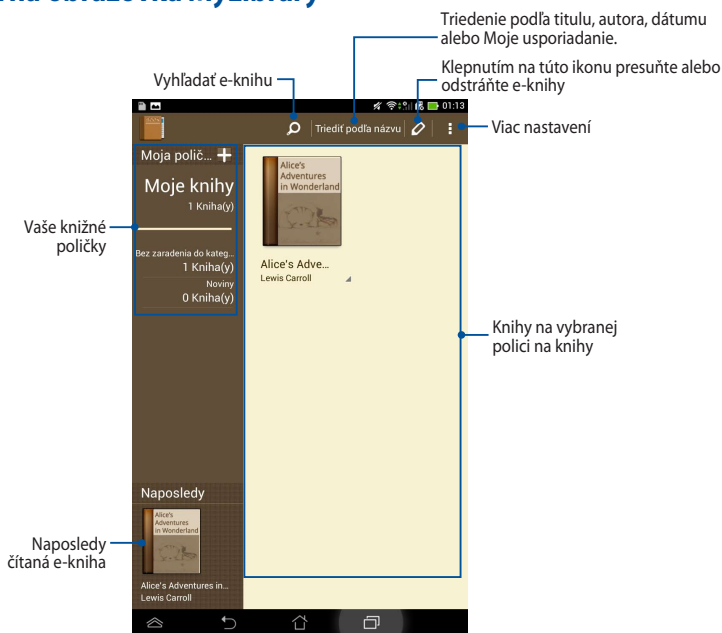 Triedenie podľa titulu, autora, dátumu
alebo Moje usporiadanie.
Klepnutím na túto ikonu presuňte alebo
odstráňte e-knihy
Vyhľadať e-knihu
01:13
Triediť podľa názvu
Viac nastavení
Moja polič...
Moje knihy
1 Kniha(y)
Bez zaradenia do kateg...
1 Kniha(y)
Noviny
0 Kniha(y)
Vaše knižné
poličky
Alice's
Adventures
in Wonderland
Alice's Adve...
Lewis Carroll
Knihy na vybranej
polici na knihy
Naposledy
Alice's
Adventures
in Wonderland
Alice's Adventures in...
Lewis Carroll
Naposledy
čítaná e-kniha